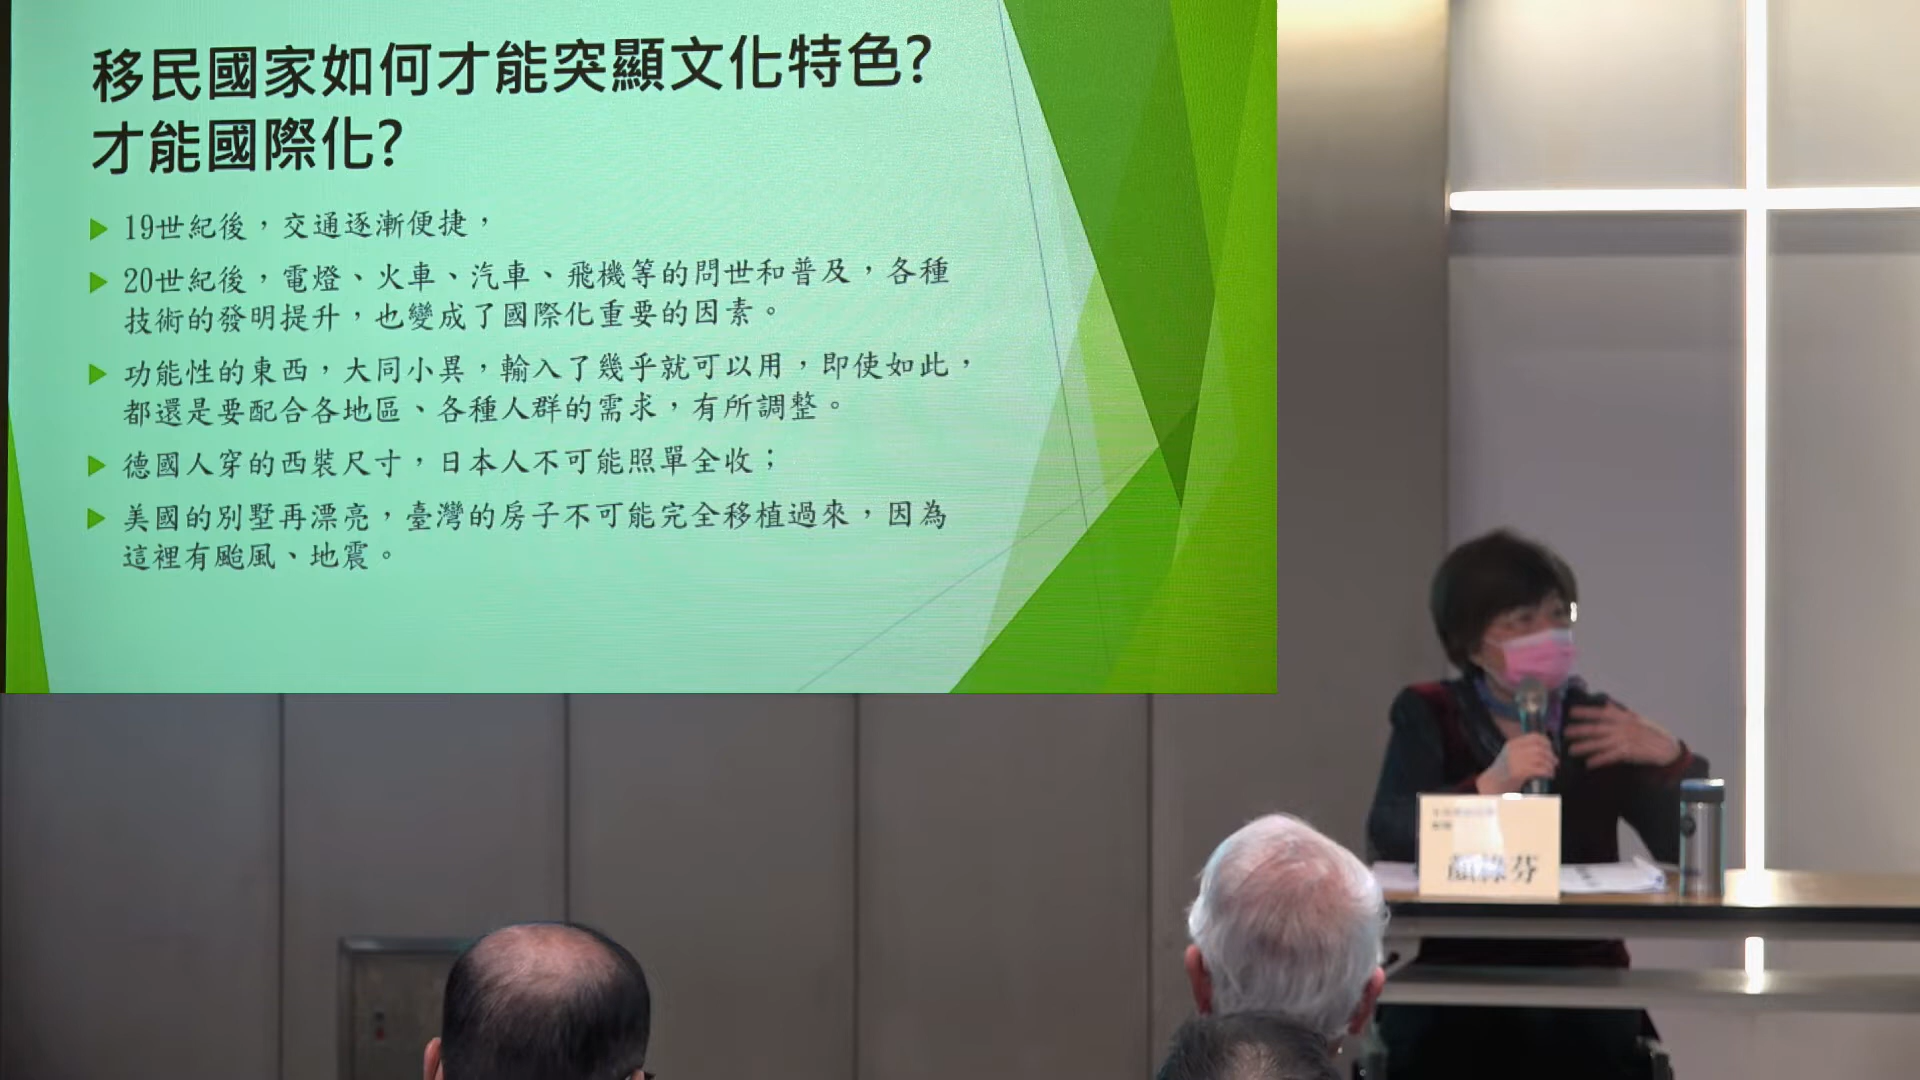 移民國家如何才能突顯文化特色?
才能國際化?
19世紀後，交通逐漸便捷，
20世紀後，電燈、火車、汽車、飛機等的問世和普及，各種
技術的發明提升，也變成了國際化重要的因素。
功能性的東西，大同小異，輸入了幾乎就可以用，即使如此，
都還是要配合各地區、各種人群的需求，有所調整。
德國人穿的西裝尺寸，日本人不可能照單全收；
美國的別墅再漂亮，臺灣的房子不可能完全移植過來，因為
這裡有颱風、地震。
顏綠芬